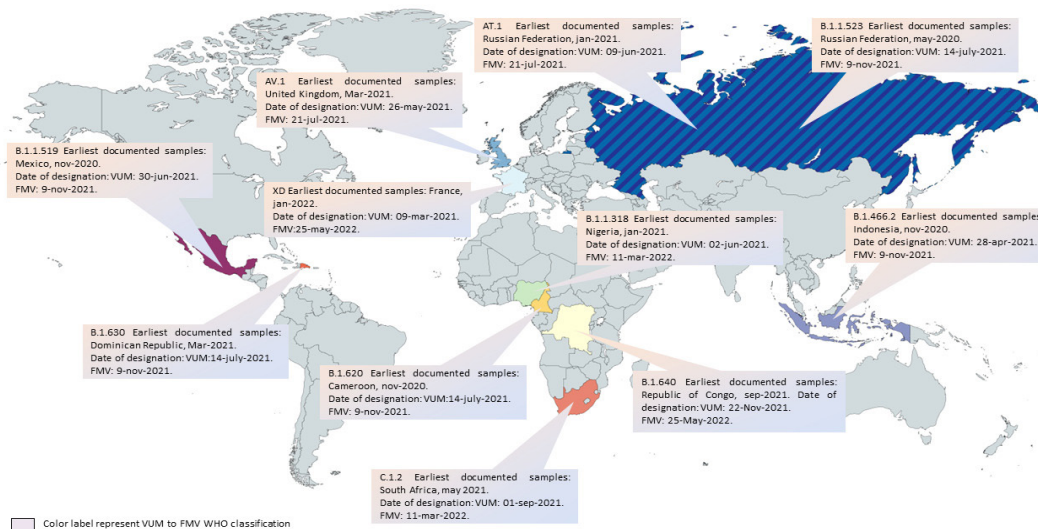 AT.1 Earliest documented samples:
Russian Federation, jan-2021.
Date of designation: VUM: 09-jun-2021.
FMV: 21-jul-2021.
B.1.1.523 Earliest documented samples:
Russian Federation, may-2020.
Date of designation: VUM: 14-july-2021.
FMV: 9-nov-2021.
AV.1 Earliest documented samples:
United Kingdom, Mar-2021.
Date of designation: VUM: 26-may-2021.
FMV: 21-jul-2021.
B.1.1.519 Earliest documented samples:
Mexico, nov-2020.
Date of designation: VUM: 30-jun-2021.
FMV: 9-nov-2021.
XD Earliest documented samples: France,
jan-2022.
Date of designation: VUM: 09-mar-2021.
FMV:25-may-2022.
B.1.1.318 Earliest documented samples:
Nigeria, jan-2021.
Date of designation: VUM: 02-jun-2021.
FMV: 11-mar-2022.
B.1.466.2 Earliest documented samples:
Indonesia, nov-2020.
Date of designation: VUM: 28-apr-2021.
FMV: 9-nov-2021.
B.1.630 Earliest documented samples:
Dominican Republic, Mar-2021.
Date of designation: VUM:14-july-2021.
FMV: 9-nov-2021.
B.1.620 Earliest documented samples:
Cameroon, nov-2020.
Date of designation: VUM:14-july-2021.
FMV: 9-nov-2021.
B.1.640 Earliest documented samples:
Republic of Congo, sep-2021. Date of
designation: VUM: 22-Nov-2021.
FMV: 25-May-2022.
C.1.2 Earliest documented samples:
South Africa, may 2021.
Date of designation: VUM: 01-sep-2021.
FMV: 11-mar-2022.
Color label represent VUM to FMV WHO classification